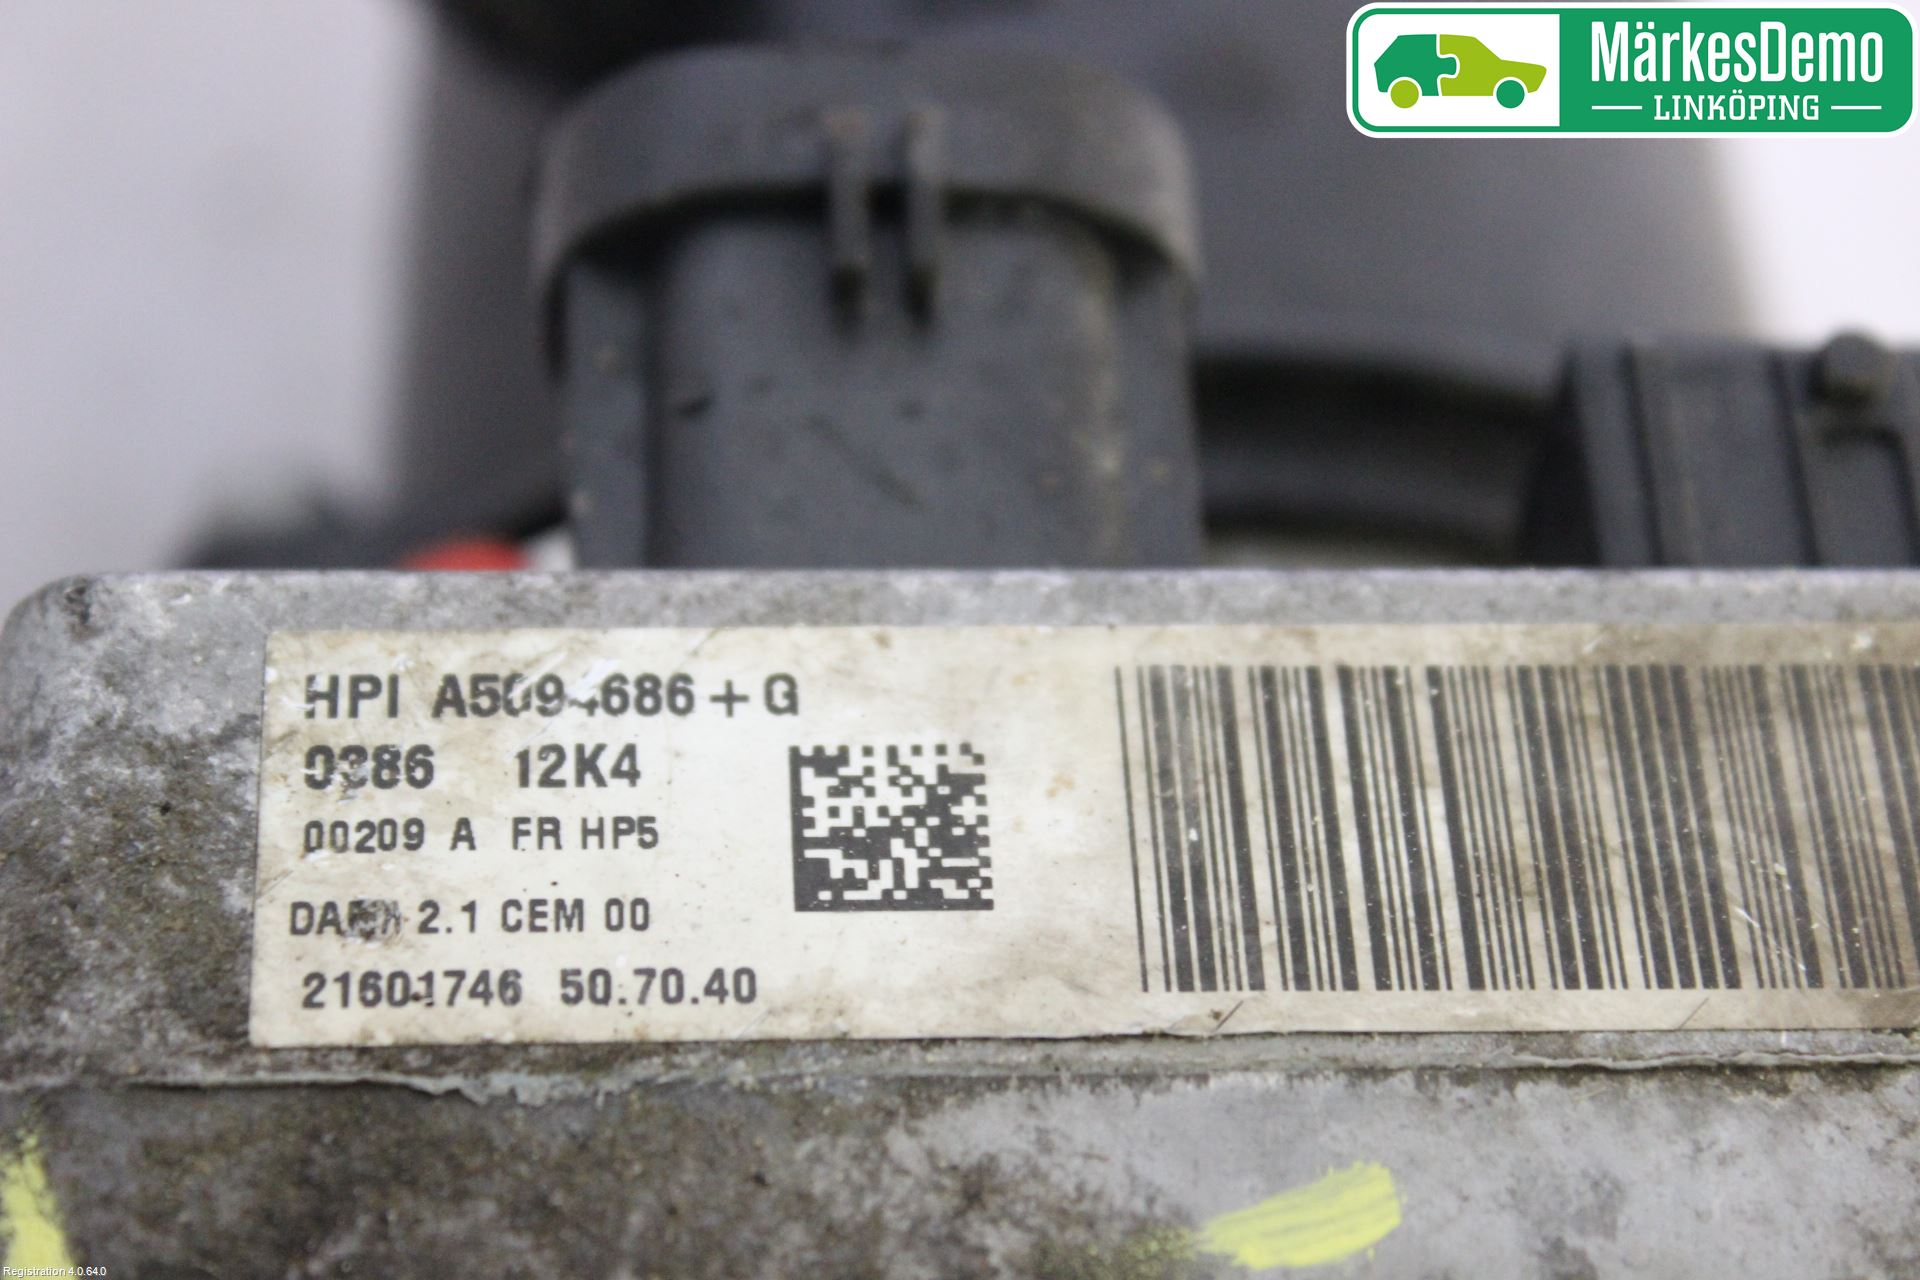 MärkesDemo
LINKÖPING
HPI A5094686+G
0386 12K4
00209 A FR HP5
2.1 CEM 00
21601746 50.70.40
Registration 4.0.64.0